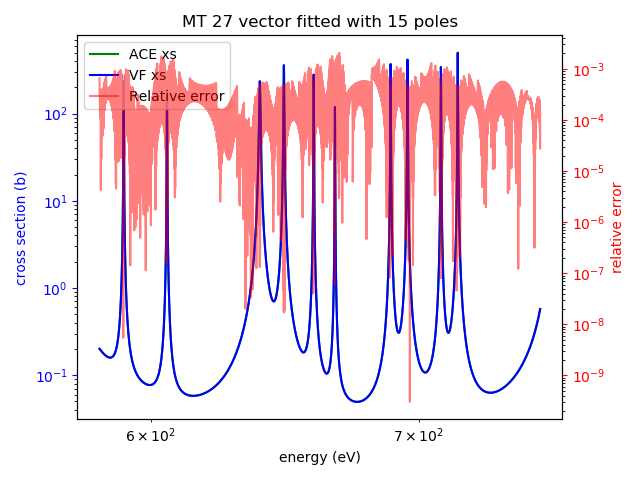 MT 27 vector fitted with 15 poles
ACE xs
VF xs
Relative error
cross section (b)
10²
10¹
10⁰
10⁻¹
10⁻³
10⁻⁴
10⁻⁵
10⁻⁶
10⁻⁷
10⁻⁸
10⁻⁹
relative error
6 × 10² 7 × 10²
energy (eV)